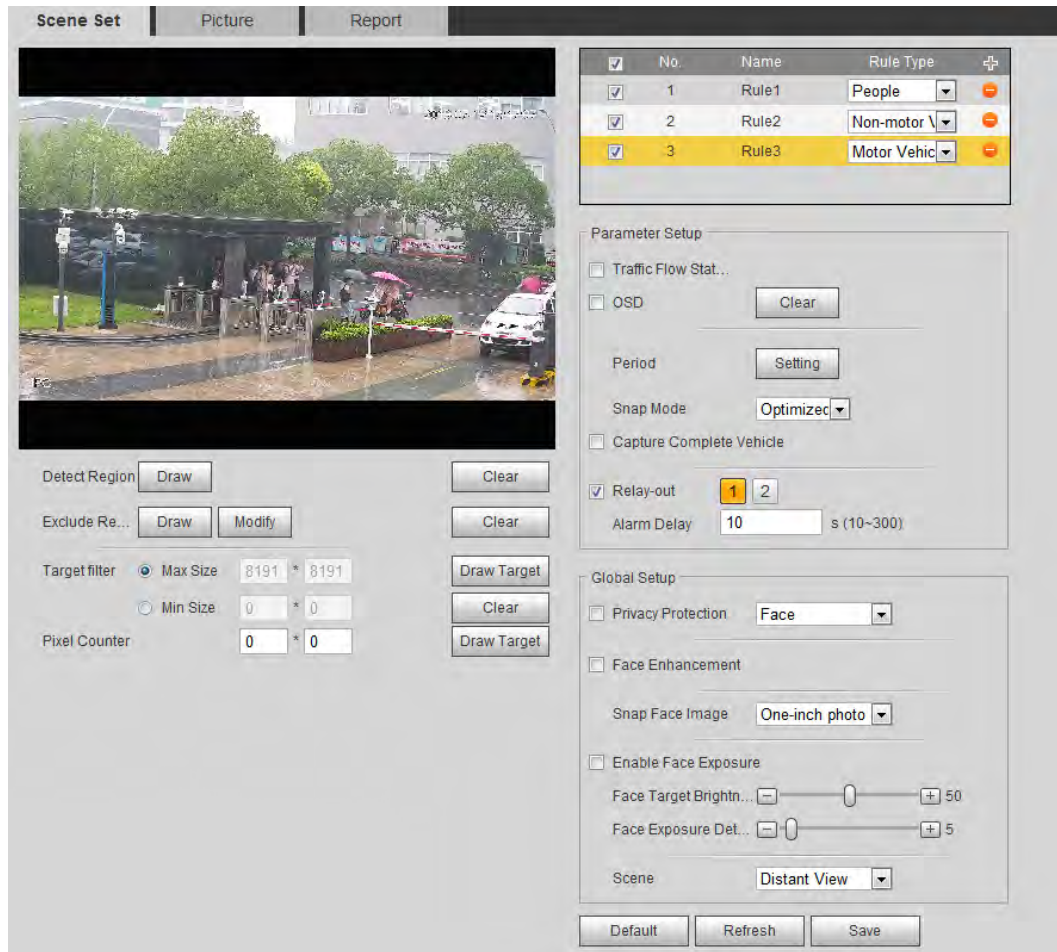 Scene Set Picture Report
No. Name Rule Type
1 Rule1 People
2 Rule2 Non-motor V
3 Rule3 Motor Vehic
Parameter Setup
Traffic Flow Stat...
OSD Clear
Period Setting
Snap Mode Optimized
Capture Complete Vehicle
Relay-out 1 2
Alarm Delay 10 s (10~300)
Detect Region Draw Clear
Exclude Re... Draw Modify Clear
Target filter Max Size 8191 * 8191 Draw Target
Min Size 0 * 0 Clear
Pixel Counter 0 * 0 Draw Target
Global Setup
Privacy Protection Face
Face Enhancement
Snap Face Image One-inch photo
Enable Face Exposure
Face Target Brightn... 50
Face Exposure Det... 5
Scene Distant View
Default Refresh Save